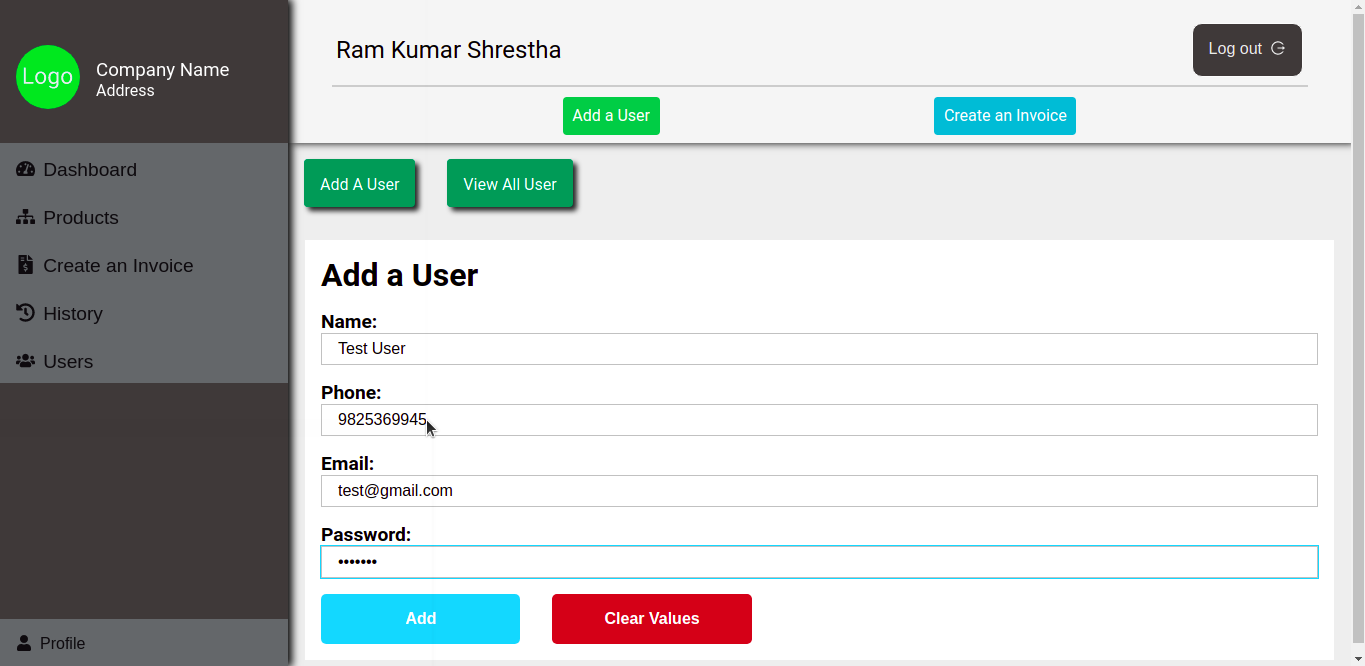 Logo
Company Name
Address
Dashboard
Products
Create an Invoice
History
Users
Profile
Ram Kumar Shrestha
Log out
Add a User
Create an Invoice
Add A User
View All User
Add a User
Name:
Test User
Phone:
9825369945
Email:
test@gmail.com
Password:
•••••••
Add
Clear Values